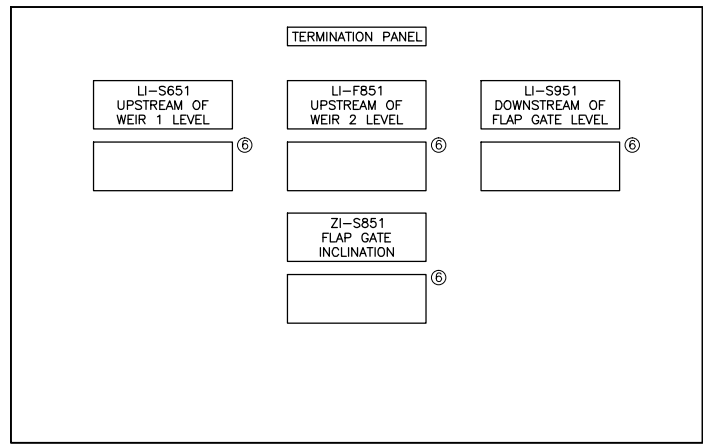 TERMINATION PANEL
LI-S651
UPSTREAM OF
WEIR 1 LEVEL
LI-F851
UPSTREAM OF
WEIR 2 LEVEL
LI-S951
DOWNSTREAM OF
FLAP GATE LEVEL
6
6
6
ZI-S851
FLAP GATE
INCLINATION
6